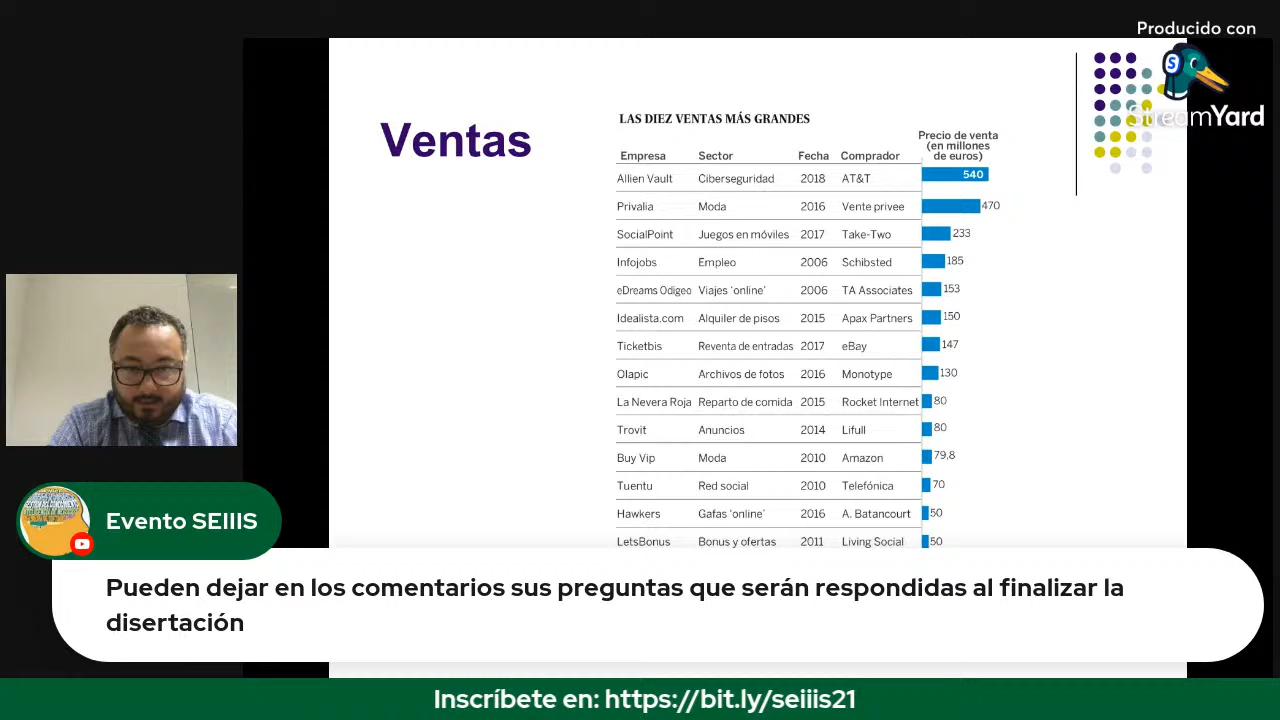 Producido con
StreamYard
Ventas
LAS DIEZ VENTAS MÁS GRANDES
Precio de venta
(en millones
de euros)
Empresa Sector Fecha Comprador
Allien Vault Ciberseguridad 2018 AT&T 540
Privalia Moda 2016 Vente privee 470
SocialPoint Juegos en móviles 2017 Take-Two 233
Infojobs Empleo 2006 Schibsted 185
eDreams Odigeo Viajes 'online' 2006 TA Associates 153
Idealista.com Alquiler de pisos 2015 Apax Partners 150
Ticketbis Reventa de entradas 2017 eBay 147
Olapic Archivos de fotos 2016 Monotype 130
La Nevera Roja Reparto de comida 2015 Rocket Internet 80
Trovit Anuncios 2014 Lifull 80
Buy Vip Moda 2010 Amazon 79,8
Tuentu Red social 2010 Telefónica 70
Hawkers Gafas 'online' 2016 A. Batancourt 50
LetsBonus Bonus y ofertas 2011 Living Social 50
Evento SEIIIS
Pueden dejar en los comentarios sus preguntas que serán respondidas al finalizar la
disertación
Inscríbete en: https://bit.ly/seiiis21